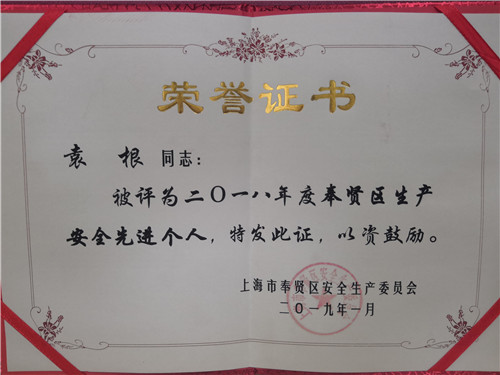 荣誉证书
袁 根 同志：
被评为二〇一八年度奉贤区生产
安全先进个人，特发此证，以资鼓励。
上海市奉贤区安全生产委员会
二〇一九年一月